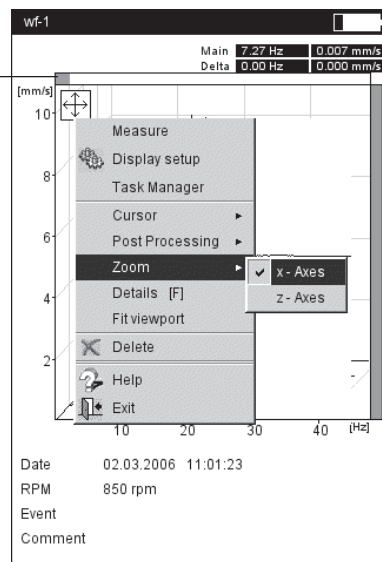 wf-1
Main 7.27 Hz 0.007 mm/s
Delta 0.00 Hz 0.000 mm/s
[mm/s]
10
8
6
4
2
Measure
Display setup
Task Manager
Cursor
Post Processing
Zoom
x - Axes
z - Axes
Details [F]
Fit viewport
Delete
Help
Exit
10 20 30 40 [Hz]
Date 02.03.2006 11:01:23
RPM 850 rpm
Event
Comment